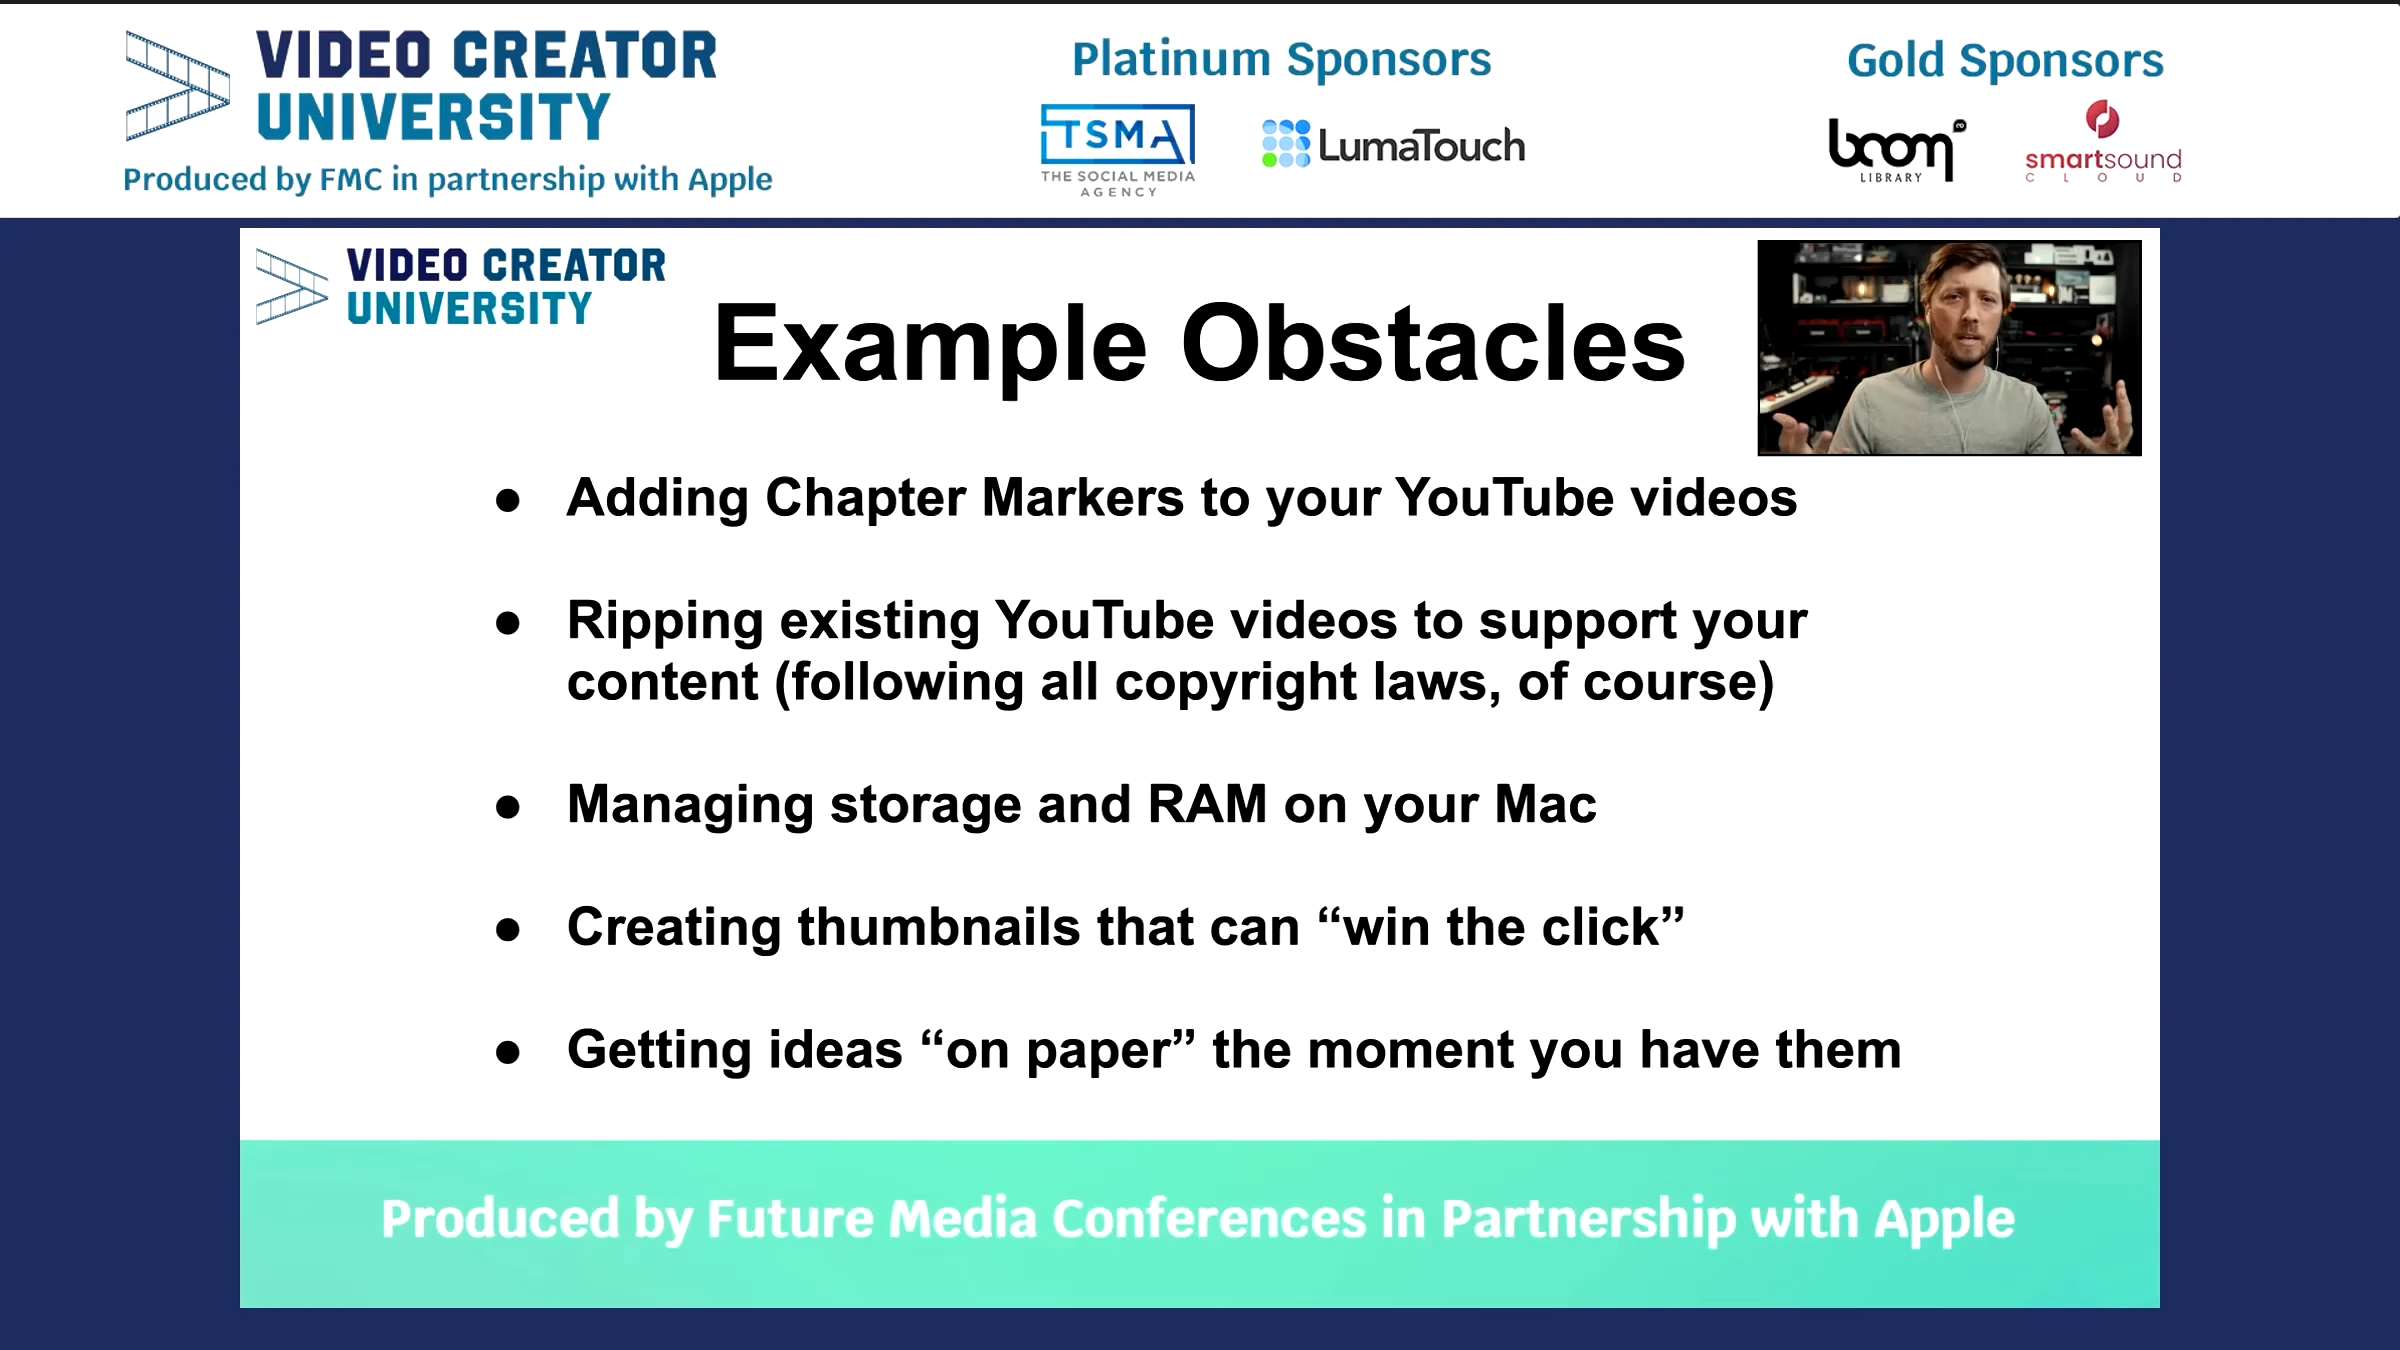 VIDEO CREATOR
UNIVERSITY
Produced by FMC in partnership with Apple
Platinum Sponsors
TSMA
THE SOCIAL MEDIA
AGENCY
LumaTouch
Gold Sponsors
boom
LIBRARY
smartsound
CLOUD
VIDEO CREATOR
UNIVERSITY
Example Obstacles
● Adding Chapter Markers to your YouTube videos
● Ripping existing YouTube videos to support your
content (following all copyright laws, of course)
● Managing storage and RAM on your Mac
● Creating thumbnails that can “win the click”
● Getting ideas “on paper” the moment you have them
Produced by Future Media Conferences in Partnership with Apple